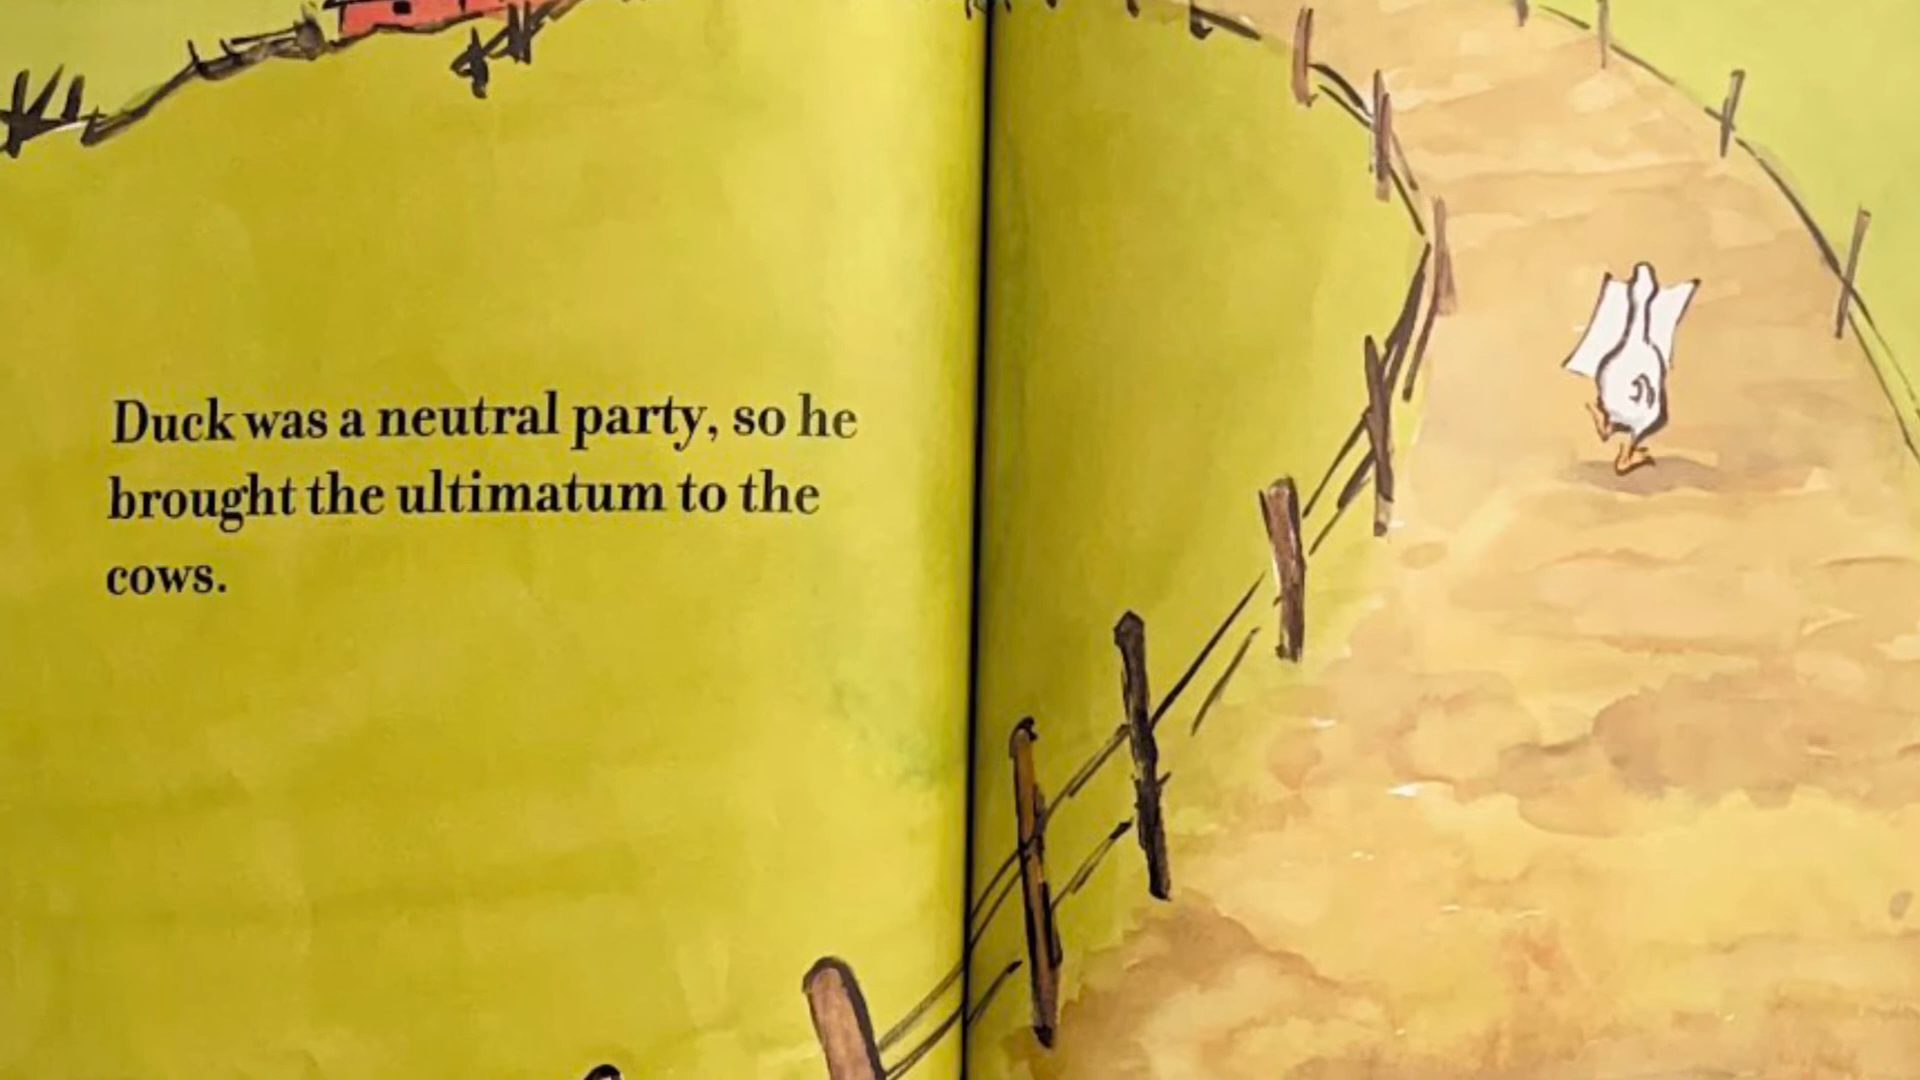 Duck was a neutral party, so he
brought the ultimatum to the
cows.